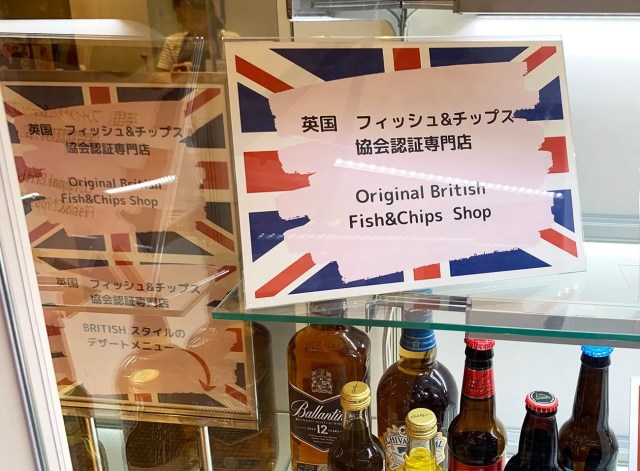 英国 フィッシュ&チップス
協会認証専門店
Original British
Fish&Chips Shop
英国 フィッシュ&チップス
協会認証専門店
Original British
Fish&Chips Shop
英国 フィッシュ&チップス
協会認証専門店
BRITISH スタイルの
デザートメニュー
Ballantine's
12
CHIVAS